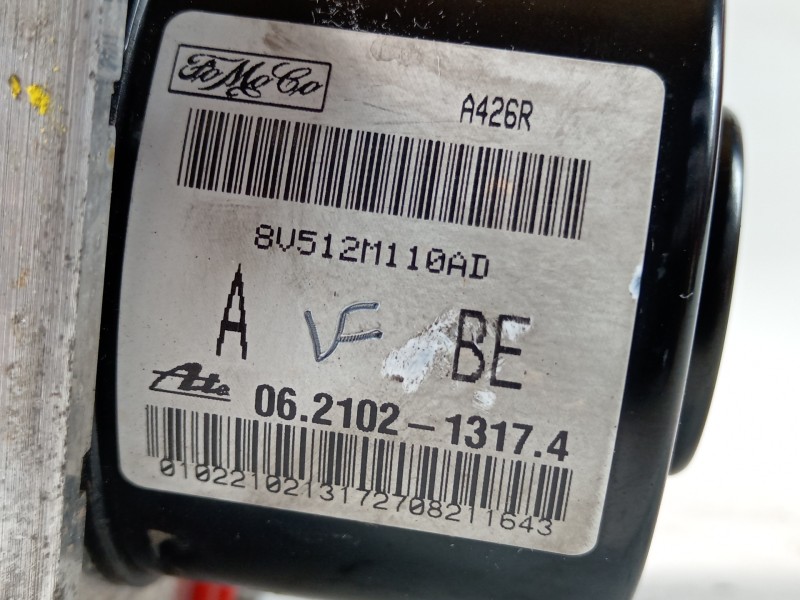 FoMoCo
A426R
8V512M110AD
A
VF
BE
Ate
06.2102-1317.4
0102210213172708211643